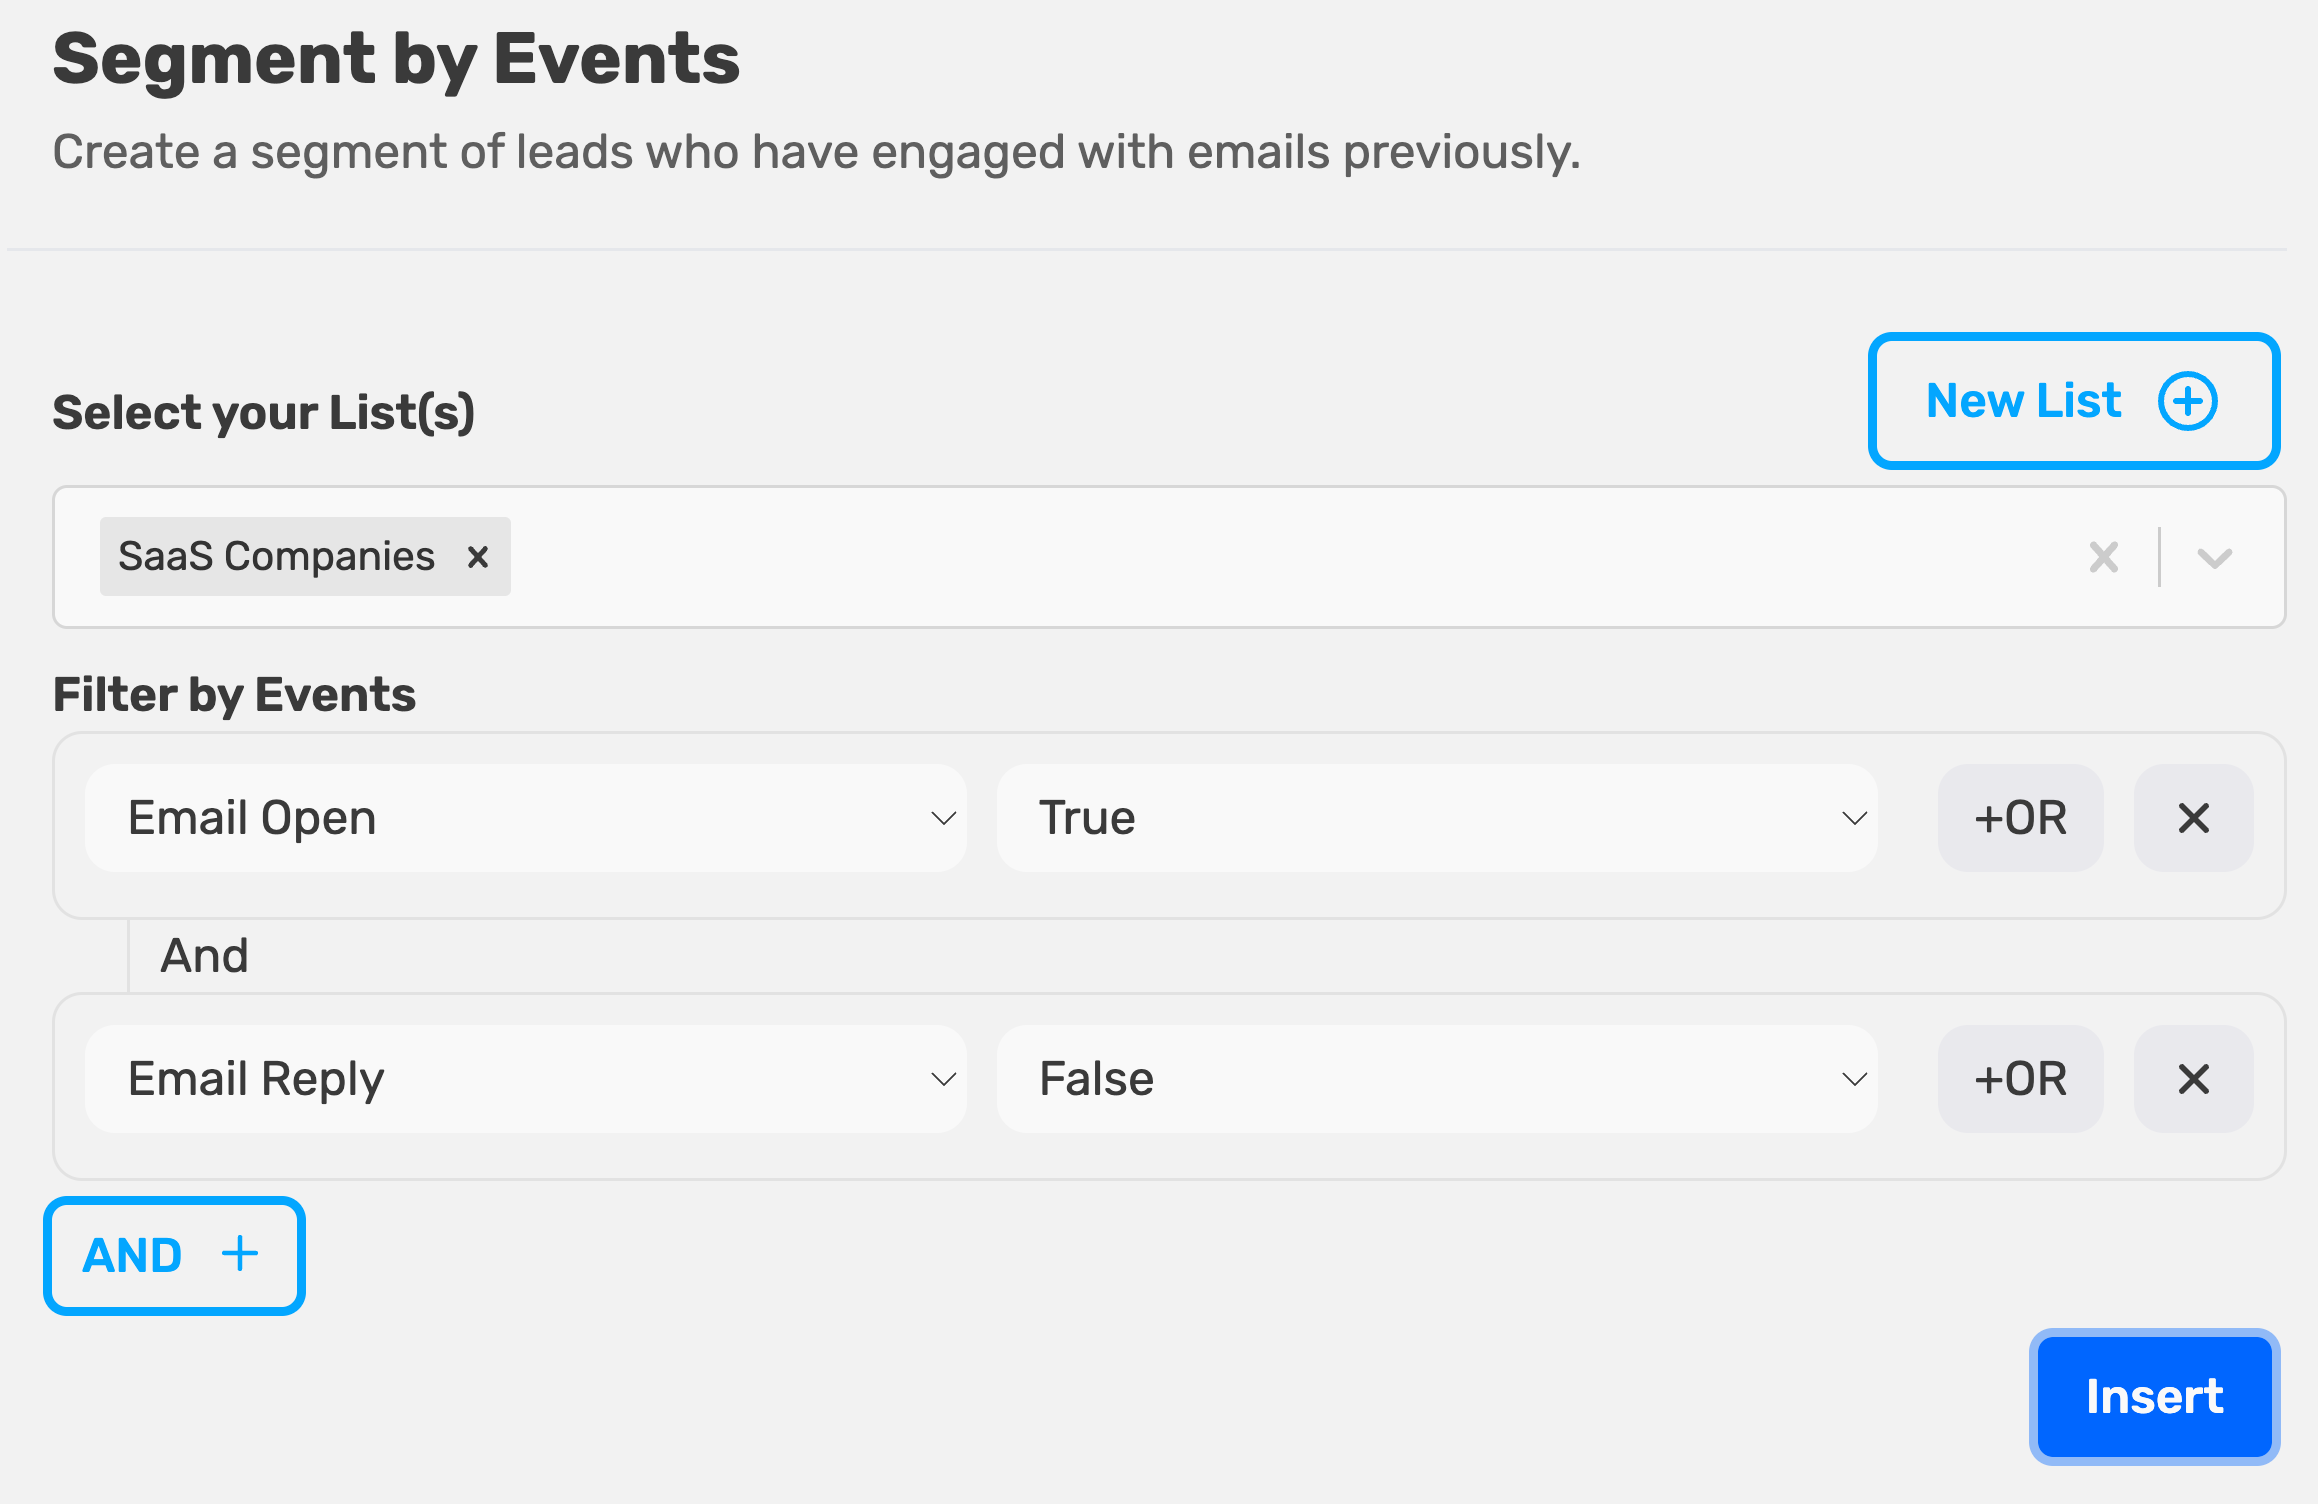 Segment by Events
Create a segment of leads who have engaged with emails previously.
New List
Select your List(s)
SaaS Companies
Filter by Events
Email Open True +OR
And
Email Reply False +OR
AND +
Insert